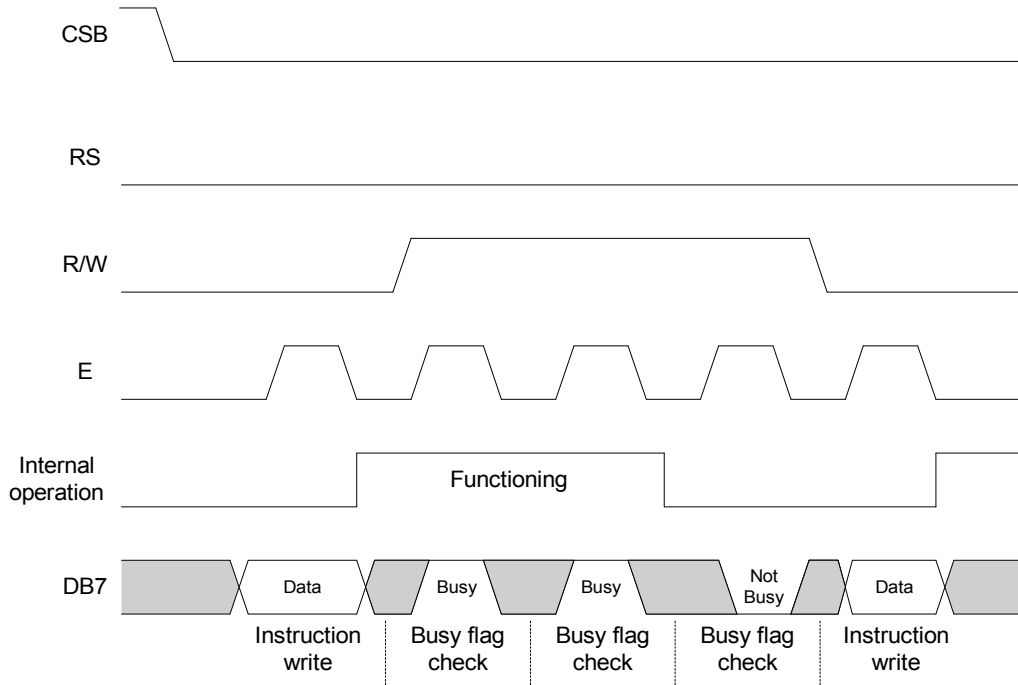 CSB
RS
R/W
E
Internal
operation
Functioning
DB7
Data
Busy
Busy
Not
Busy
Data
Instruction
write
Busy flag
check
Busy flag
check
Busy flag
check
Instruction
write